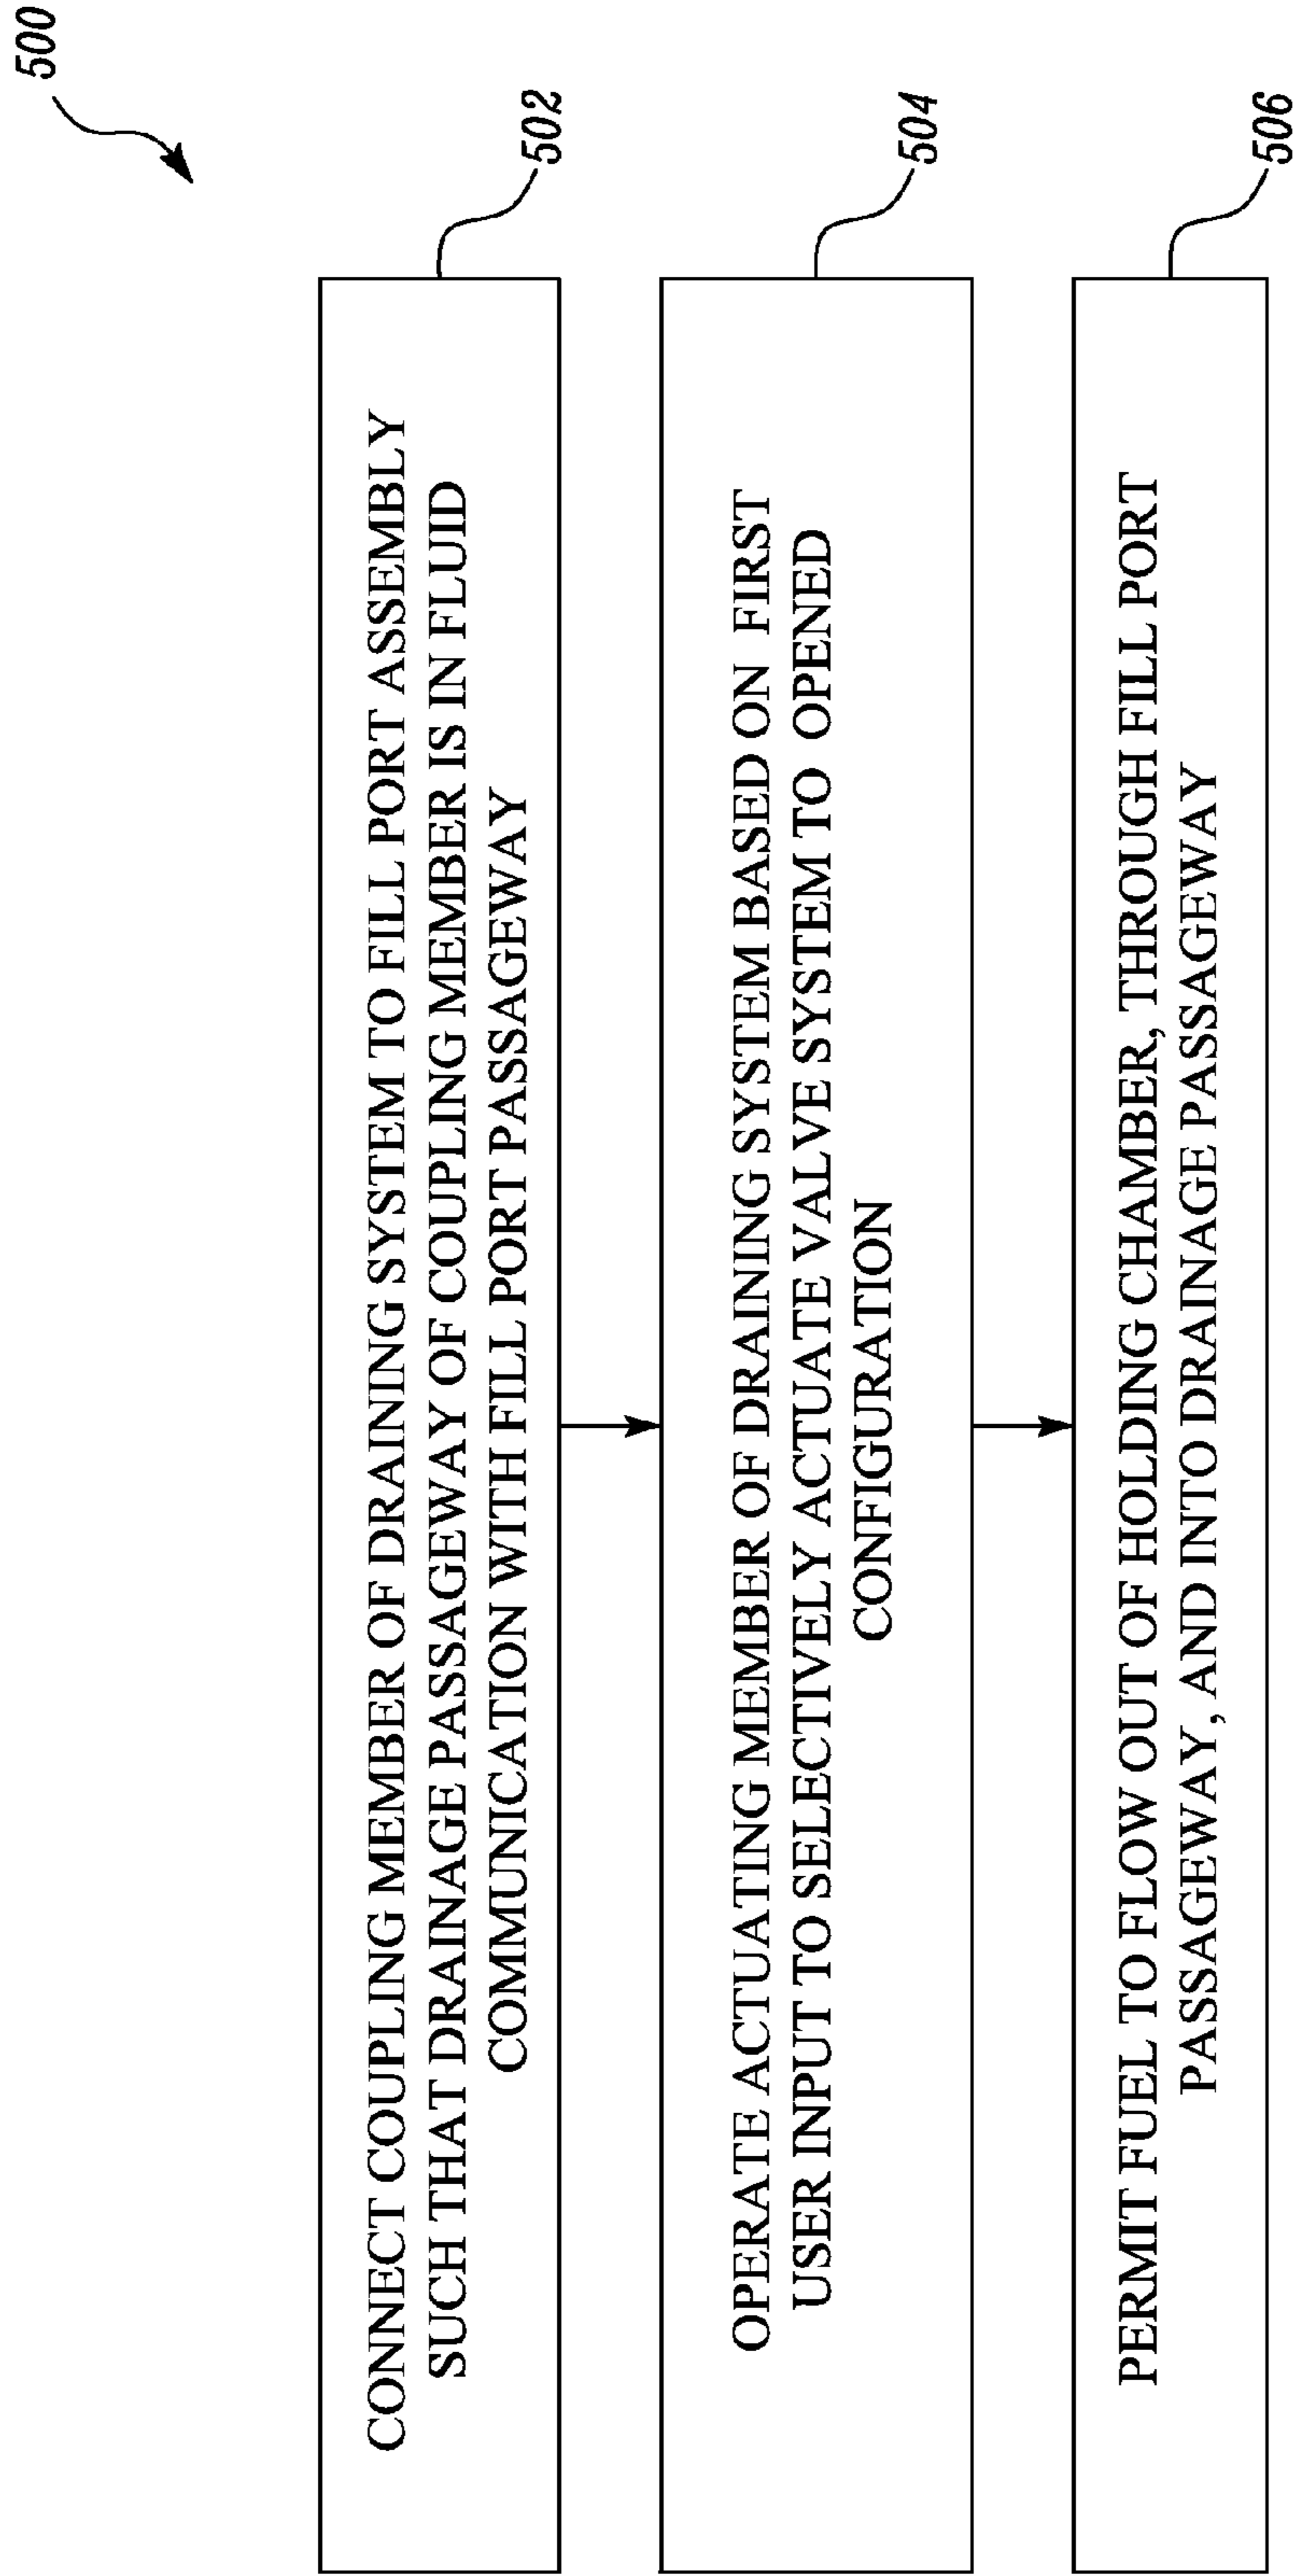 500
CONNECT COUPLING MEMBER OF DRAINING SYSTEM TO FILL PORT ASSEMBLY
SUCH THAT DRAINAGE PASSAGEWAY OF COUPLING MEMBER IS IN FLUID
COMMUNICATION WITH FILL PORT PASSAGEWAY
502
OPERATE ACTUATING MEMBER OF DRAINING SYSTEM BASED ON FIRST
USER INPUT TO SELECTIVELY ACTUATE VALVE SYSTEM TO OPENED
CONFIGURATION
504
PERMIT FUEL TO FLOW OUT OF HOLDING CHAMBER, THROUGH FILL PORT
PASSAGEWAY, AND INTO DRAINAGE PASSAGEWAY
506